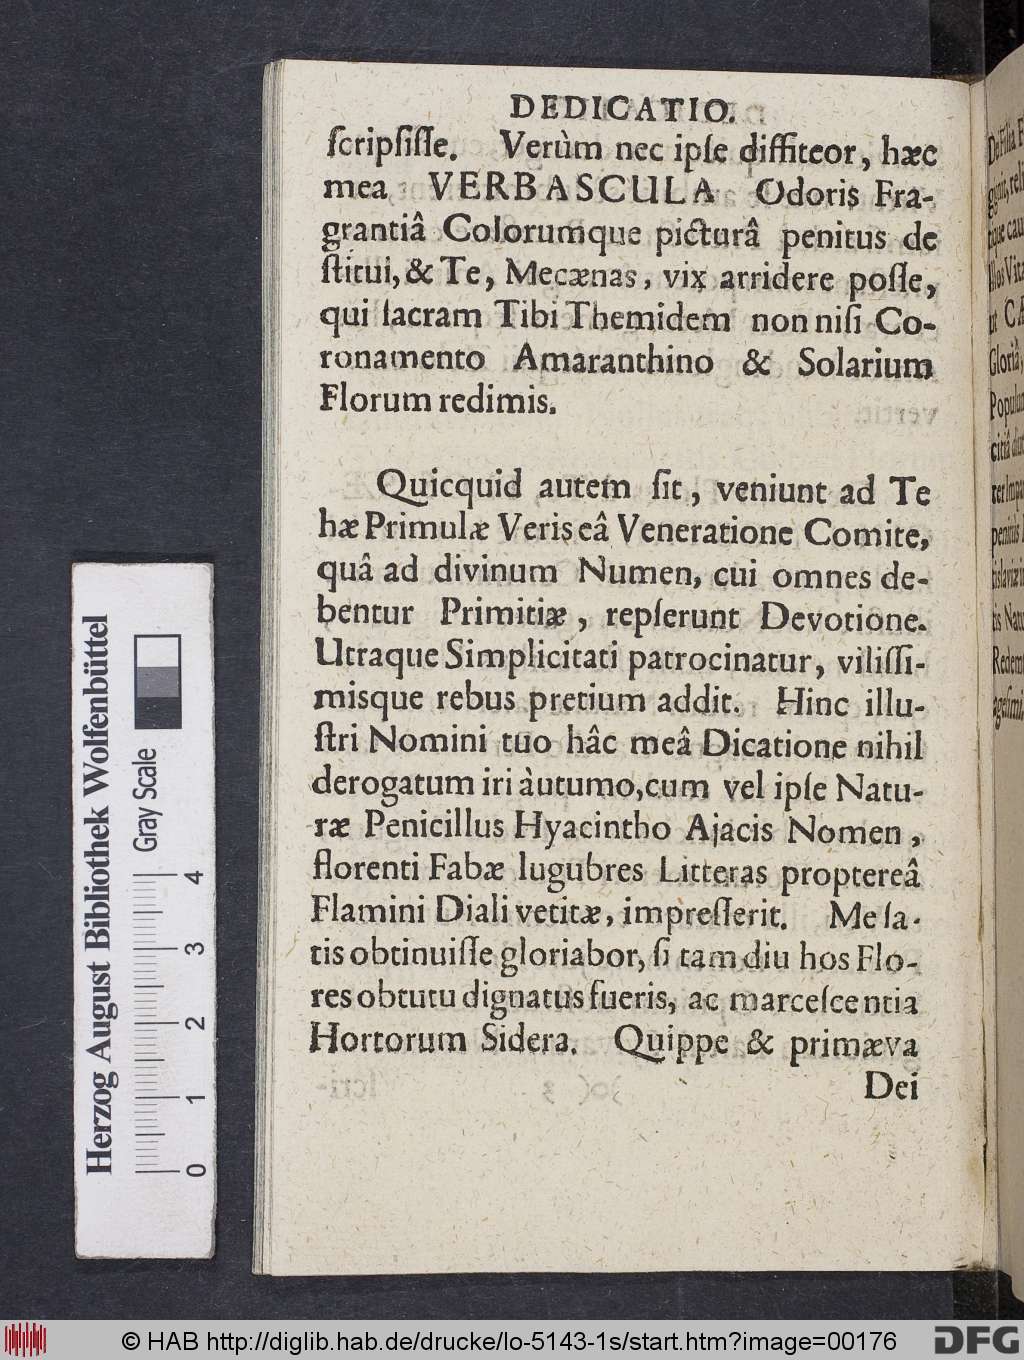 DEDICATIO.
ſcripſiſſe. Verùm nec ipſe diffiteor, hæc
mea VERBASCULA Odoris Fra-
grantiâ Colorumque picturâ penitus de
ſtitui, & Te, Mecænas, vix arridere poſſe,
qui ſacram Tibi Themidem non niſi Co-
ronamento Amaranthino & Solarium
Florum redimis.
Quicquid autem ſit, veniunt ad Te
hæ Primulæ Veris eâ Veneratione Comite,
quâ ad divinum Numen, cui omnes de-
bentur Primitiæ, repſerunt Devotione.
Utraque Simplicitati patrocinatur, viliſſi-
misque rebus pretium addit. Hinc illu-
ſtri Nomini tuo hâc meâ Dicatione nihil
derogatum iri àutumo, cum vel ipſe Natu-
ræ Penicillus Hyacintho Ajacis Nomen,
florenti Fabæ lugubres Litteras proptereâ
Flamini Diali vetitæ, impreſſerit. Me ſa-
tis obtinuiſſe gloriabor, ſi tam diu hos Flo-
res obtutu dignatus fueris, ac marceſcentia
Hortorum Sidera. Quippe & primæva
Dei
Herzog August Bibliothek Wolfenbüttel
Gray Scale
0 1 2 3 4
© HAB http://diglib.hab.de/drucke/lo-5143-1s/start.htm?image=00176
DFG